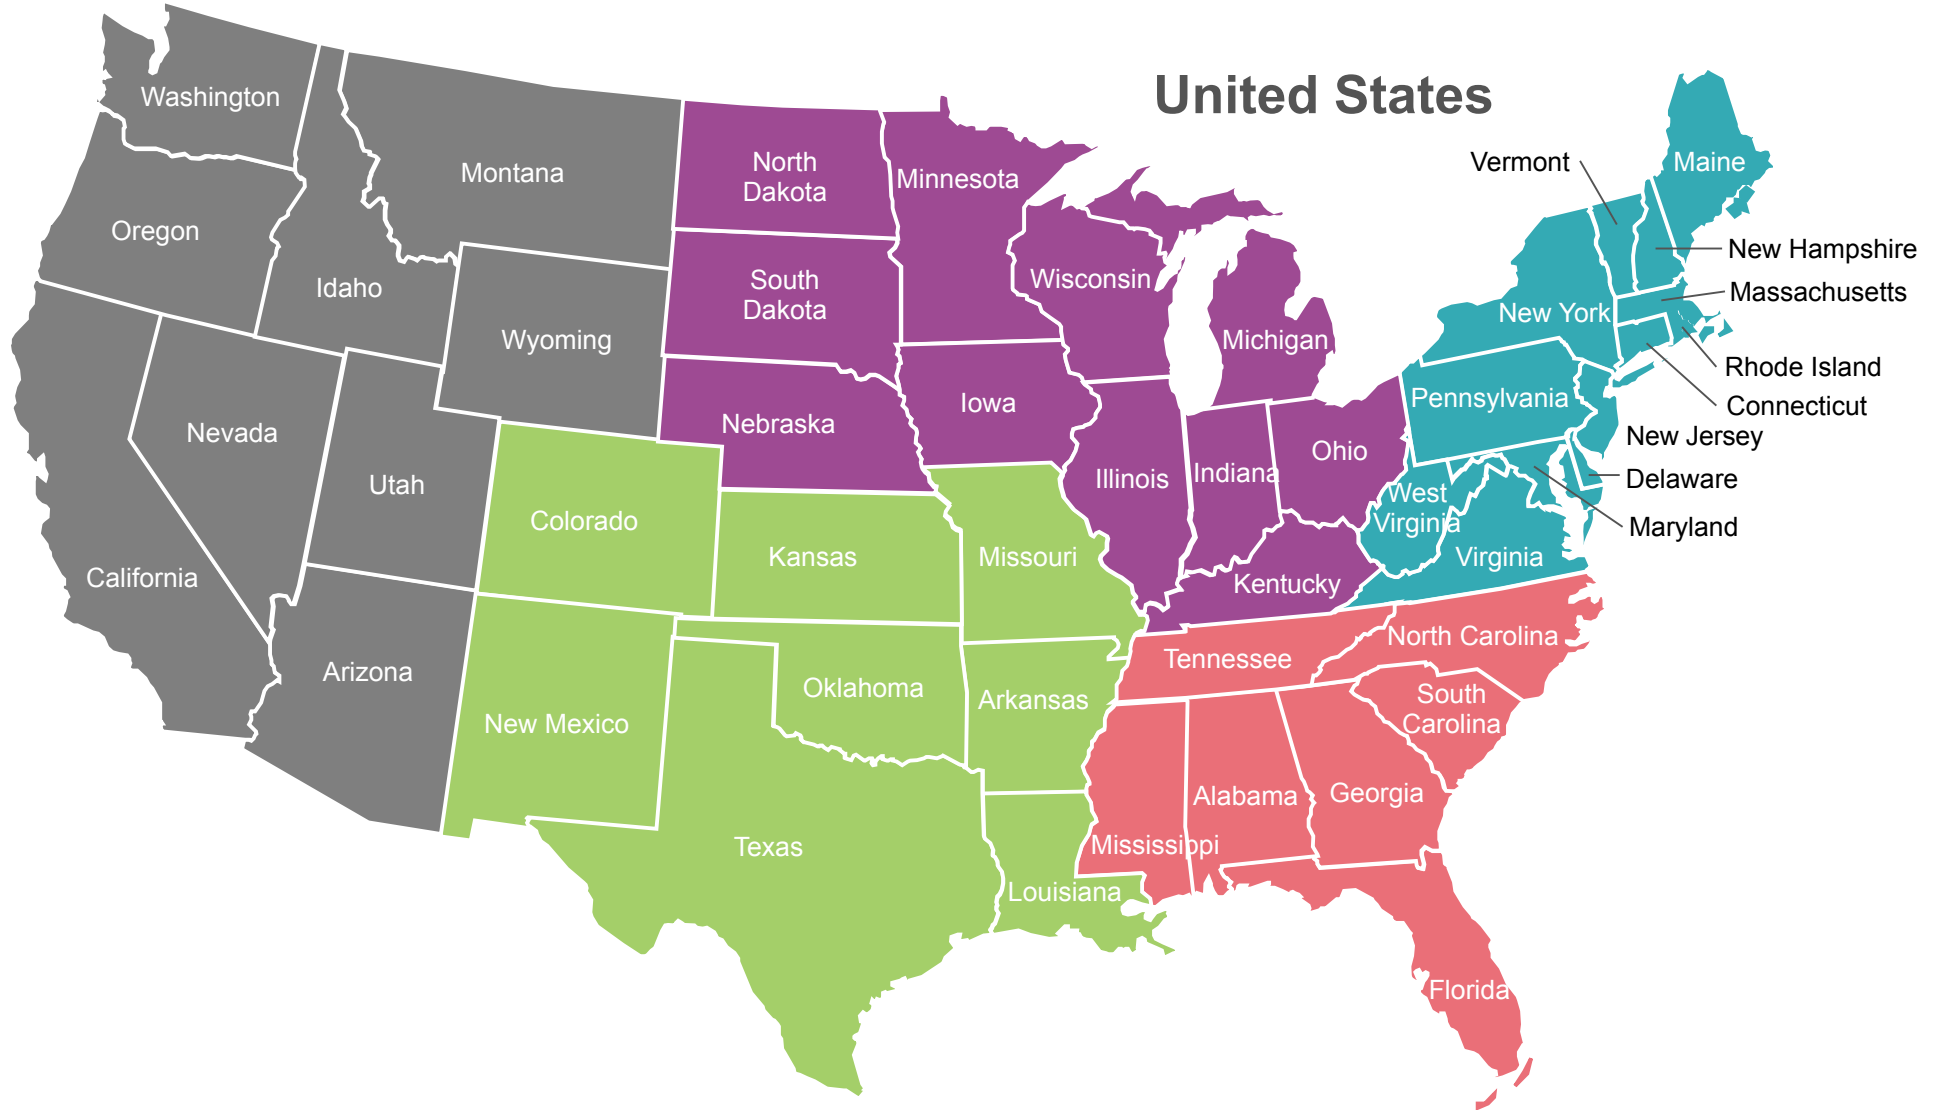 United States
Washington
Montana
North
Dakota
Minnesota
Vermont
Maine
Oregon
Idaho
South
Dakota
Wisconsin
New Hampshire
Massachusetts
Wyoming
Michigan
New York
Rhode Island
Connecticut
Nevada
Utah
Nebraska
Iowa
Illinois
Indiana
Ohio
Pennsylvania
New Jersey
Delaware
Maryland
West
Virginia
Virginia
California
Colorado
Kansas
Missouri
Kentucky
Arizona
New Mexico
Oklahoma
Arkansas
Tennessee
North Carolina
South
Carolina
Texas
Louisiana
Mississippi
Alabama
Georgia
Florida